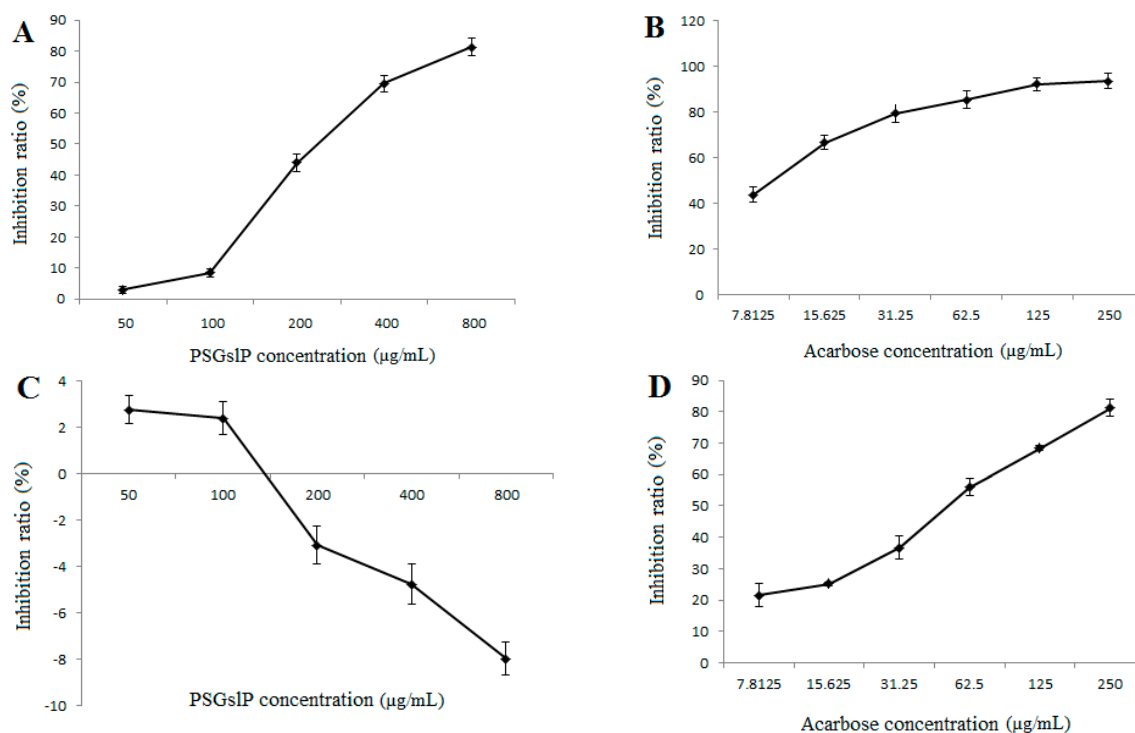 A
Inhibition ratio (%)
90
80
70
60
50
40
30
20
10
0
50 100 200 400 800
PSGslP concentration (µg/mL)
B
Inhibition ratio (%)
120
100
80
60
40
20
0
7.8125 15.625 31.25 62.5 125 250
Acarbose concentration (µg/mL)
C
Inhibition ratio (%)
4
2
0
-2
-4
-6
-8
-10
50 100 200 400 800
PSGslP concentration (µg/mL)
D
Inhibition ratio (%)
90
80
70
60
50
40
30
20
10
0
7.8125 15.625 31.25 62.5 125 250
Acarbose concentration (µg/mL)